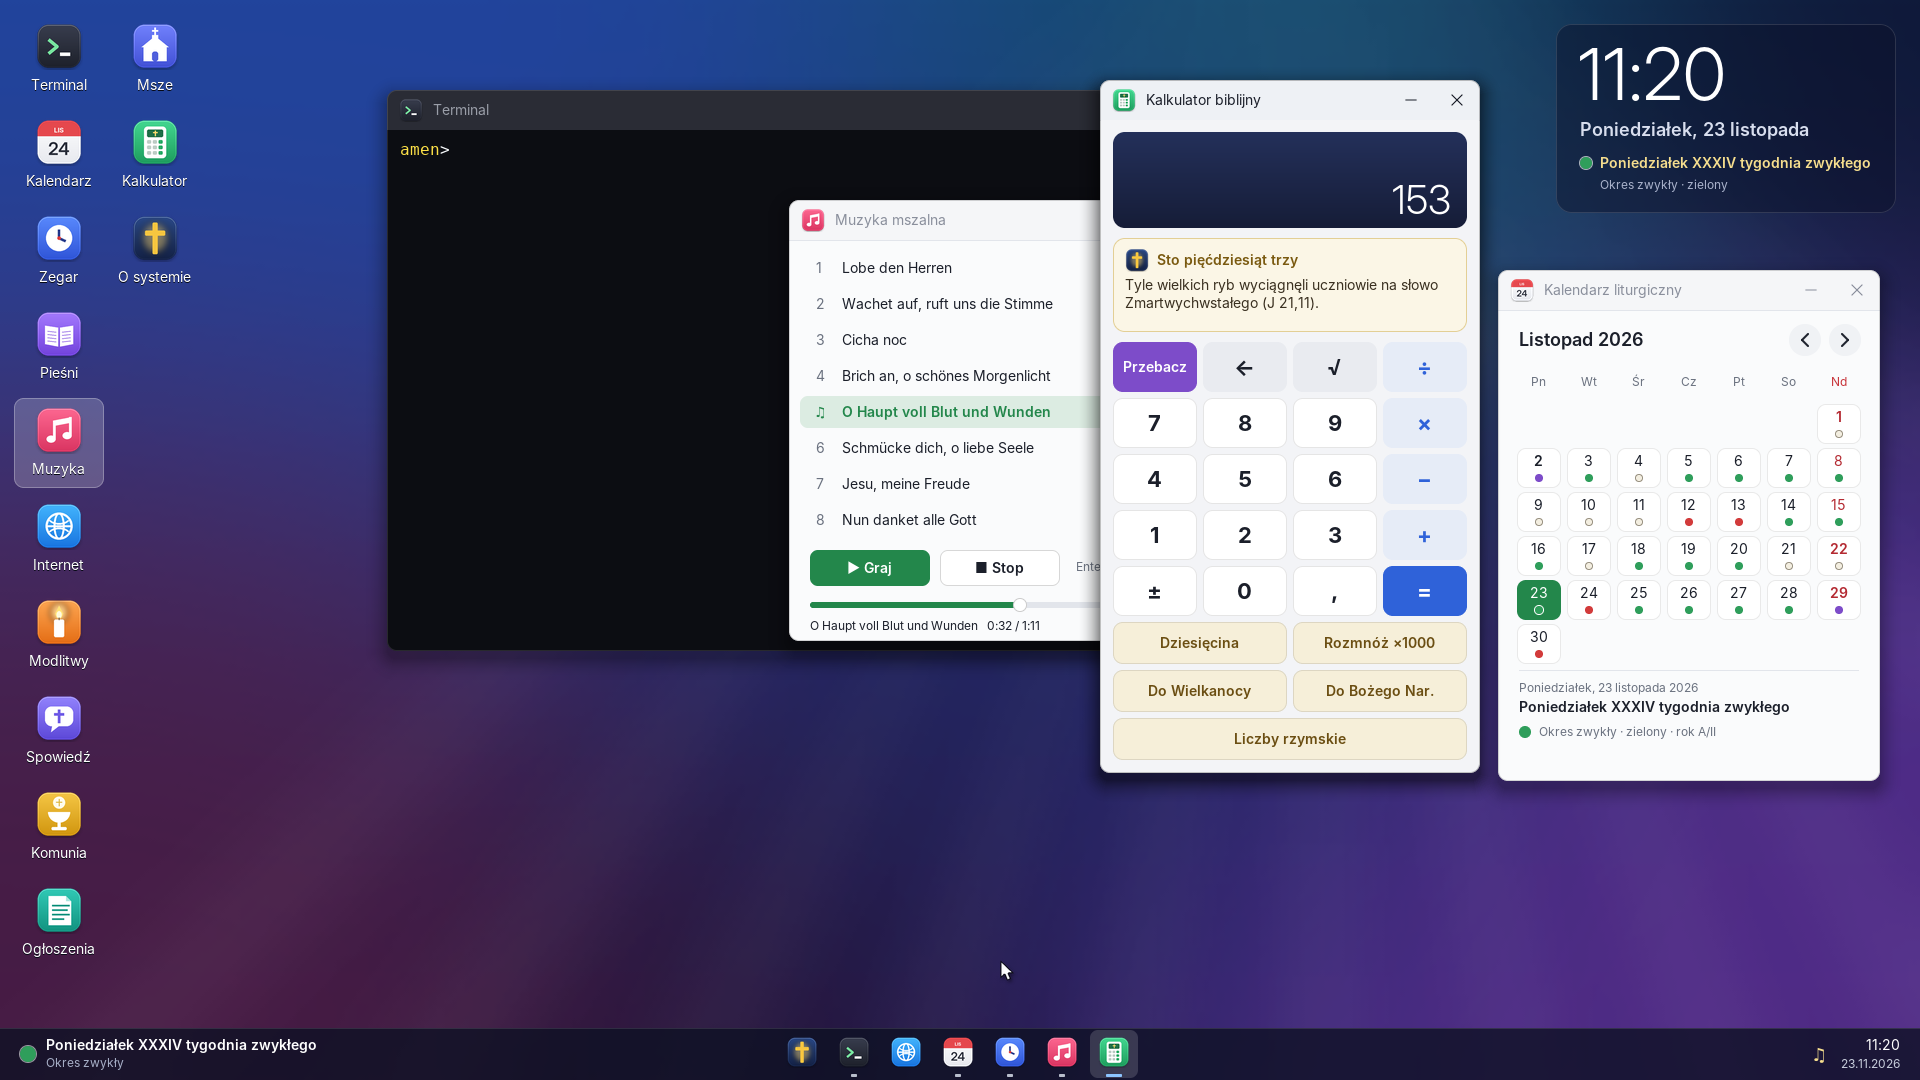 Terminal
Msze
LIS
24
Kalendarz
Kalkulator
Zegar
O systemie
Pieśni
Muzyka
Internet
Modlitwy
Spowiedź
Komunia
Ogłoszenia
Terminal
amen>
Muzyka mszalna
1 Lobe den Herren
2 Wachet auf, ruft uns die Stimme
3 Cicha noc
4 Brich an, o schönes Morgenlicht
♫ O Haupt voll Blut und Wunden
6 Schmücke dich, o liebe Seele
7 Jesu, meine Freude
8 Nun danket alle Gott
▶ Graj
■ Stop
Ente
O Haupt voll Blut und Wunden 0:32 / 1:11
Kalkulator biblijny
153
Sto pięćdziesiąt trzy
Tyle wielkich ryb wyciągnęli uczniowie na słowo
Zmartwychwstałego (J 21,11).
Przebacz ← √ ÷
7 8 9 ×
4 5 6 −
1 2 3 +
± 0 , =
Dziesięcina Rozmnóż ×1000
Do Wielkanocy Do Bożego Nar.
Liczby rzymskie
11:20
Poniedziałek, 23 listopada
Poniedziałek XXXIV tygodnia zwykłego
Okres zwykły · zielony
24
Kalendarz liturgiczny
Listopad 2026
Pn Wt Śr Cz Pt So Nd
1
2 3 4 5 6 7 8
9 10 11 12 13 14 15
16 17 18 19 20 21 22
23 24 25 26 27 28 29
30
Poniedziałek, 23 listopada 2026
Poniedziałek XXXIV tygodnia zwykłego
Okres zwykły · zielony · rok A/II
Poniedziałek XXXIV tygodnia zwykłego
Okres zwykły
24
♫
11:20
23.11.2026